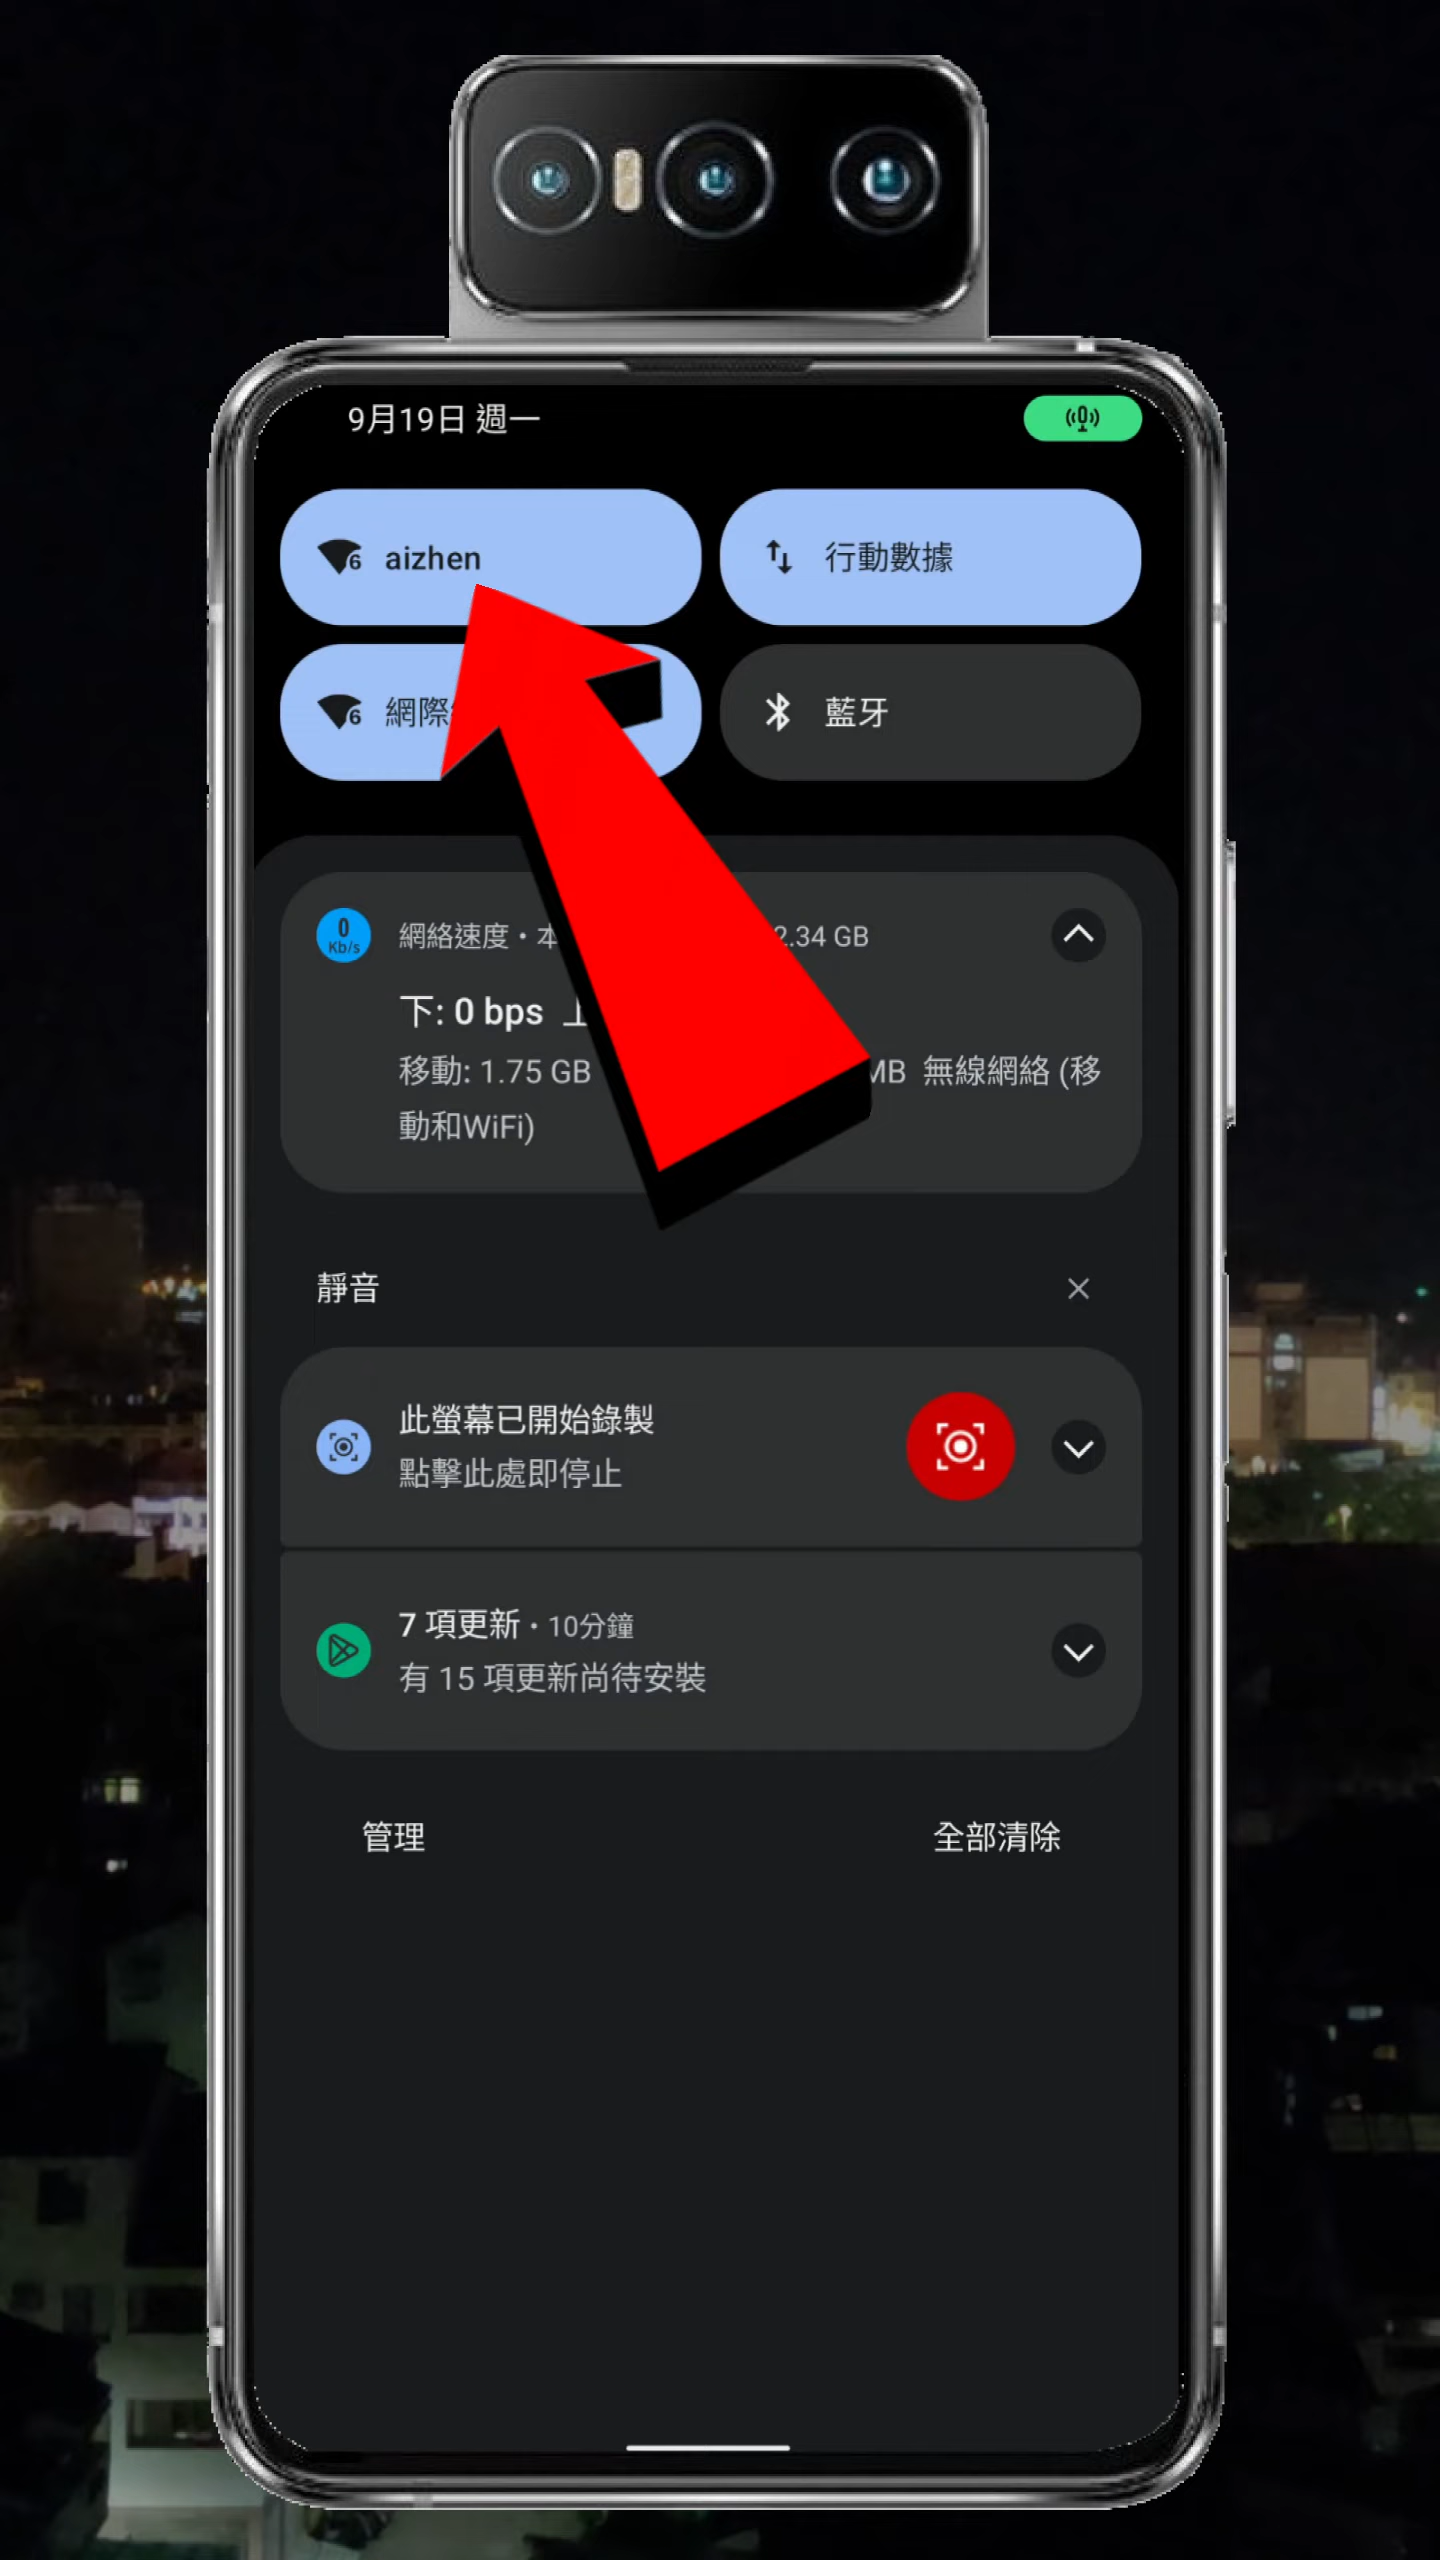 9月19日 週一
aizhen
行動數據
網際
藍牙
0
Kb/s
網絡速度・本 2.34 GB
下: 0 bps 上
移動: 1.75 GB MB 無線網絡 (移
動和WiFi)
靜音
此螢幕已開始錄製
點擊此處即停止
7 項更新・10分鐘
有 15 項更新尚待安裝
管理
全部清除